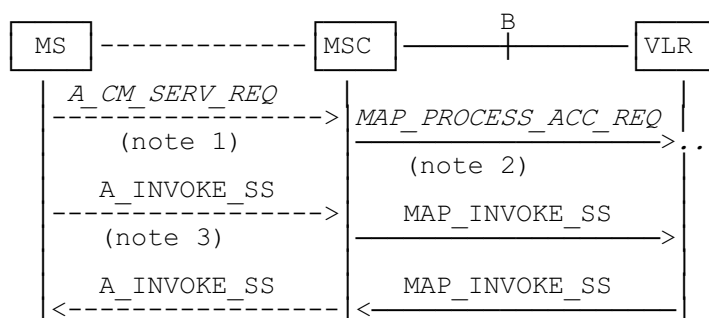 B
MS MSC VLR
A_CM_SERV_REQ
MAP_PROCESS_ACC_REQ
(note 1)
..
(note 2)
A_INVOKE_SS
MAP_INVOKE_SS
(note 3)
A_INVOKE_SS MAP_INVOKE_SS